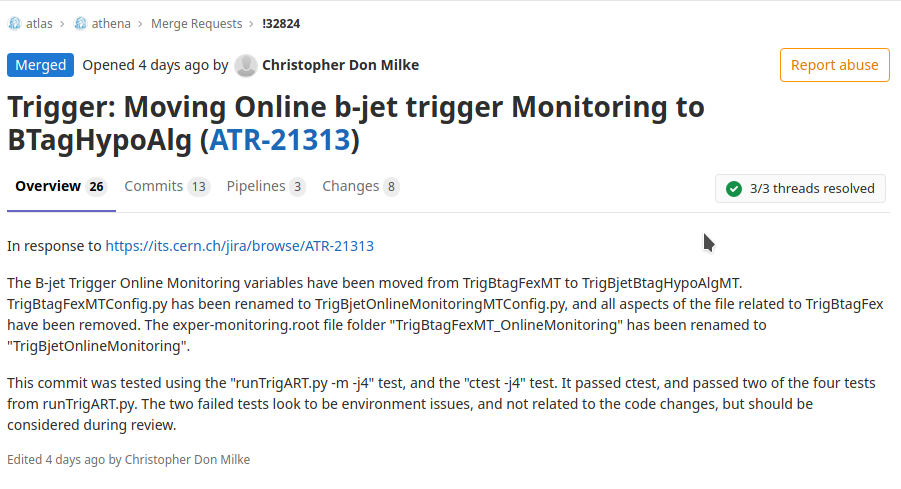 atlas › athena › Merge Requests › !32824
Merged Opened 4 days ago by Christopher Don Milke Report abuse
Trigger: Moving Online b-jet trigger Monitoring to
BTagHypoAlg (ATR-21313)
Overview 26 Commits 13 Pipelines 3 Changes 8 3/3 threads resolved
In response to https://its.cern.ch/jira/browse/ATR-21313
The B-jet Trigger Online Monitoring variables have been moved from TrigBtagFexMT to TrigBjetBtagHypoAlgMT.
TrigBtagFexMTConfig.py has been renamed to TrigBjetOnlineMonitoringMTConfig.py, and all aspects of the file related to TrigBtagFex
have been removed. The exper-monitoring.root file folder "TrigBtagFexMT_OnlineMonitoring" has been renamed to
"TrigBjetOnlineMonitoring".
This commit was tested using the "runTrigART.py -m -j4" test, and the "ctest -j4" test. It passed ctest, and passed two of the four tests
from runTrigART.py. The two failed tests look to be environment issues, and not related to the code changes, but should be
considered during review.
Edited 4 days ago by Christopher Don Milke